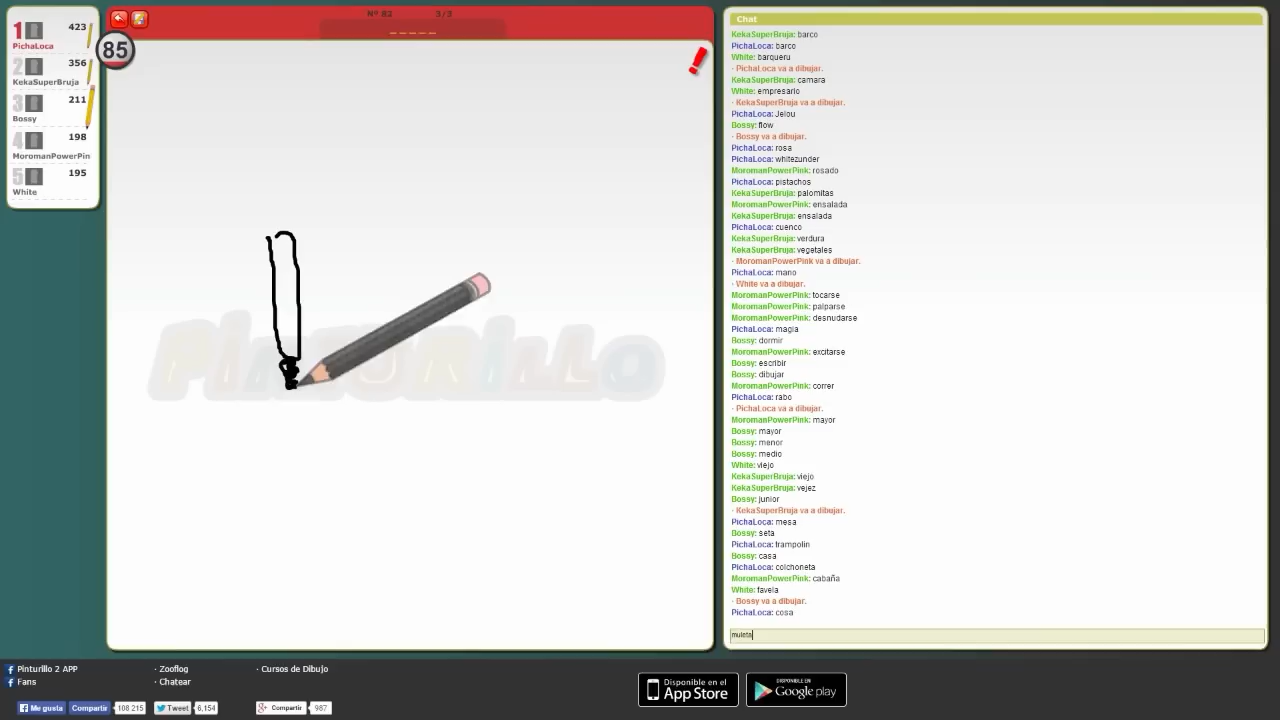 1 423
PichaLoca
2 356
KekaSuperBruja
3 211
Bossy
4 198
MoromanPowerPin
5 195
White
85
Nº 82 3/3
_ _ _ _ _
Pinturillo
Chat
KekaSuperBruja: barco
PichaLoca: barco
White: barqueru
· PichaLoca va a dibujar.
KekaSuperBruja: camara
White: empresario
· KekaSuperBruja va a dibujar.
PichaLoca: Jelou
Bossy: flow
· Bossy va a dibujar.
PichaLoca: rosa
PichaLoca: whitezunder
MoromanPowerPink: rosado
PichaLoca: pistachos
KekaSuperBruja: palomitas
MoromanPowerPink: ensalada
KekaSuperBruja: ensalada
PichaLoca: cuenco
KekaSuperBruja: verdura
KekaSuperBruja: vegetales
· MoromanPowerPink va a dibujar.
PichaLoca: mano
· White va a dibujar.
MoromanPowerPink: tocarse
MoromanPowerPink: palparse
MoromanPowerPink: desnudarse
PichaLoca: magia
Bossy: dormir
MoromanPowerPink: excitarse
Bossy: escribir
Bossy: dibujar
MoromanPowerPink: correr
PichaLoca: rabo
· PichaLoca va a dibujar.
MoromanPowerPink: mayor
Bossy: mayor
Bossy: menor
Bossy: medio
White: viejo
KekaSuperBruja: viejo
KekaSuperBruja: vejez
Bossy: junior
· KekaSuperBruja va a dibujar.
PichaLoca: mesa
Bossy: seta
PichaLoca: trampolin
Bossy: casa
PichaLoca: colchoneta
MoromanPowerPink: cabaña
White: favela
· Bossy va a dibujar.
PichaLoca: cosa
muleta
Pinturillo 2 APP · Zooflog · Cursos de Dibujo
Fans · Chatear
Me gusta Compartir 108 215 Tweet 6,154 Compartir 987
Disponible en el
App Store
DISPONIBLE EN
Google play